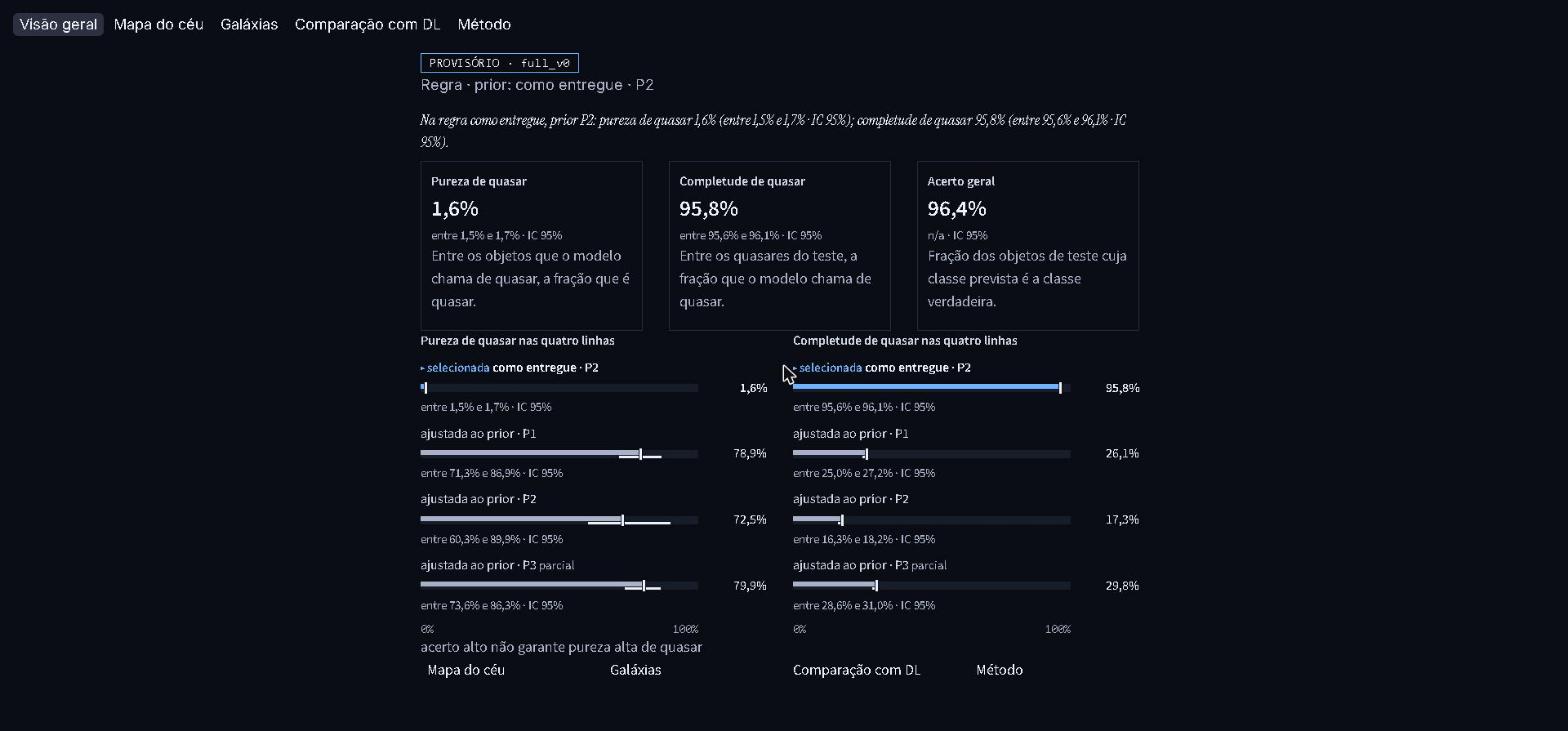 Visão geral Mapa do céu Galáxias Comparação com DL Método
PROVISÓRIO · full_v0
Regra · prior: como entregue · P2
Na regra como entregue, prior P2: pureza de quasar 1,6% (entre 1,5% e 1,7% · IC 95%); completude de quasar 95,8% (entre 95,6% e 96,1% · IC
95%).
Pureza de quasar
1,6%
entre 1,5% e 1,7% · IC 95%
Entre os objetos que o modelo
chama de quasar, a fração que é
quasar.
Completude de quasar
95,8%
entre 95,6% e 96,1% · IC 95%
Entre os quasares do teste, a
fração que o modelo chama de
quasar.
Acerto geral
96,4%
n/a · IC 95%
Fração dos objetos de teste cuja
classe prevista é a classe
verdadeira.
Pureza de quasar nas quatro linhas
▸ selecionada como entregue · P2
1,6%
entre 1,5% e 1,7% · IC 95%
ajustada ao prior · P1
78,9%
entre 71,3% e 86,9% · IC 95%
ajustada ao prior · P2
72,5%
entre 60,3% e 89,9% · IC 95%
ajustada ao prior · P3 parcial
79,9%
entre 73,6% e 86,3% · IC 95%
0% 100%
Completude de quasar nas quatro linhas
▸ selecionada como entregue · P2
95,8%
entre 95,6% e 96,1% · IC 95%
ajustada ao prior · P1
26,1%
entre 25,0% e 27,2% · IC 95%
ajustada ao prior · P2
17,3%
entre 16,3% e 18,2% · IC 95%
ajustada ao prior · P3 parcial
29,8%
entre 28,6% e 31,0% · IC 95%
0% 100%
acerto alto não garante pureza alta de quasar
Mapa do céu Galáxias Comparação com DL Método